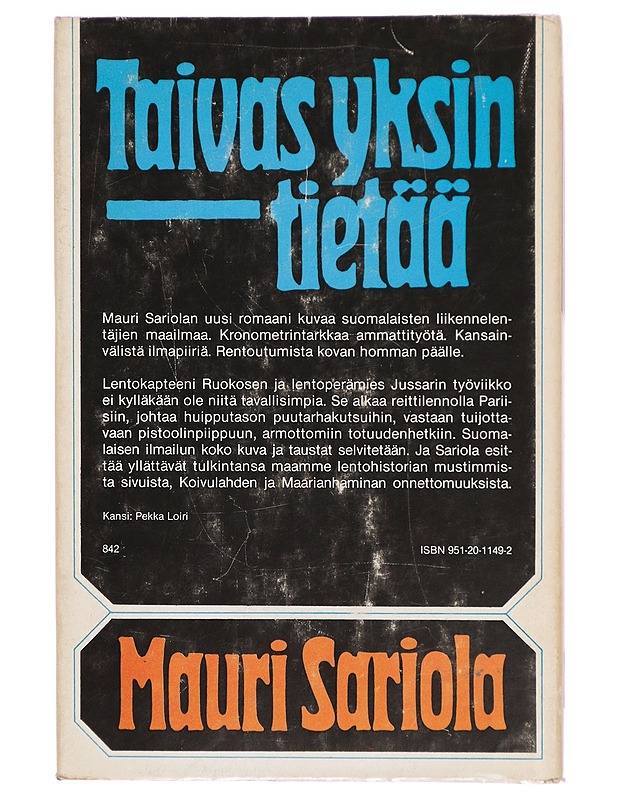 Taivas yksin
tietää
Mauri Sariolan uusi romaani kuvaa suomalaisten liikennelen-
täjien maailmaa. Kronometrintarkkaa ammattityötä. Kansain-
välistä ilmapiiriä. Rentoutumista kovan homman päälle.
Lentokapteeni Ruokosen ja lentoperämies Jussarin työviikko
ei kylläkään ole niitä tavallisimpia. Se alkaa reittilennolla Parii-
siin, johtaa huipputason puutarhakutsuihin, vastaan tuijotta-
vaan pistoolinpiippuun, armottomiin totuudenhetkiin. Suoma-
laisen ilmailun koko kuva ja taustat selvitetään. Ja Sariola esit-
tää yllättävät tulkintansa maamme lentohistorian mustimmis-
ta sivuista, Koivulahden ja Maarianhaminan onnettomuuksista.
Kansi: Pekka Loiri
842 ISBN 951-20-1149-2
Mauri Sariola